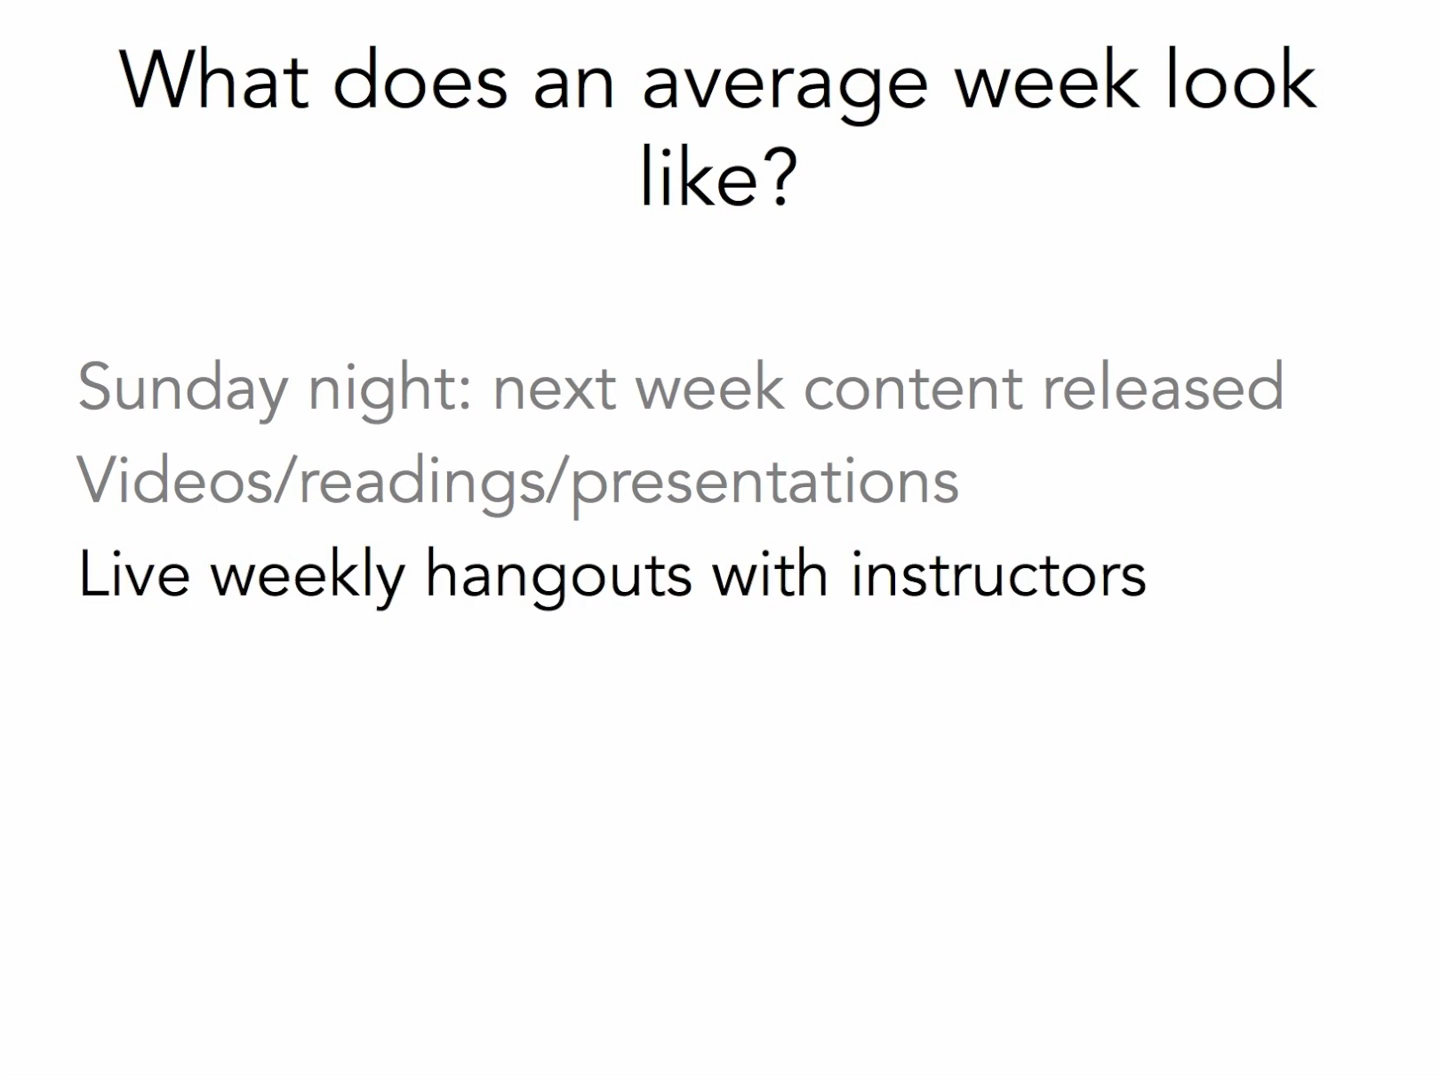 What does an average week look
like?
Sunday night: next week content released
Videos/readings/presentations
Live weekly hangouts with instructors